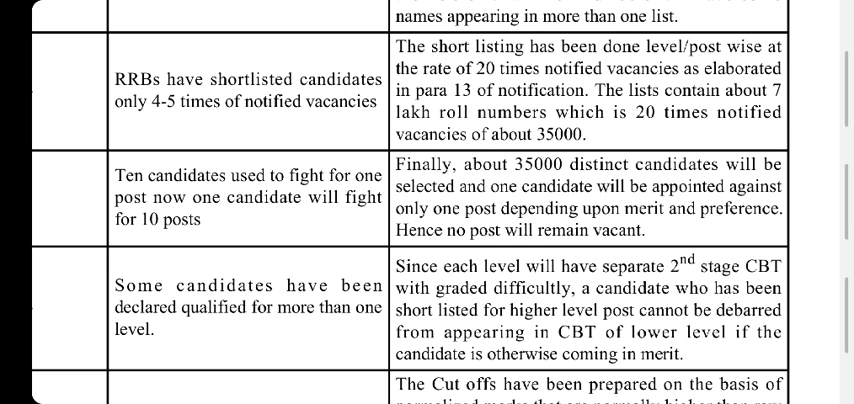 names appearing in more than one list.
RRBs have shortlisted candidates
only 4-5 times of notified vacancies
The short listing has been done level/post wise at
the rate of 20 times notified vacancies as elaborated
in para 13 of notification. The lists contain about 7
lakh roll numbers which is 20 times notified
vacancies of about 35000.
Ten candidates used to fight for one
post now one candidate will fight
for 10 posts
Finally, about 35000 distinct candidates will be
selected and one candidate will be appointed against
only one post depending upon merit and preference.
Hence no post will remain vacant.
Some candidates have been
declared qualified for more than one
level.
Since each level will have separate 2nd stage CBT
with graded difficultly, a candidate who has been
short listed for higher level post cannot be debarred
from appearing in CBT of lower level if the
candidate is otherwise coming in merit.
The Cut offs have been prepared on the basis of